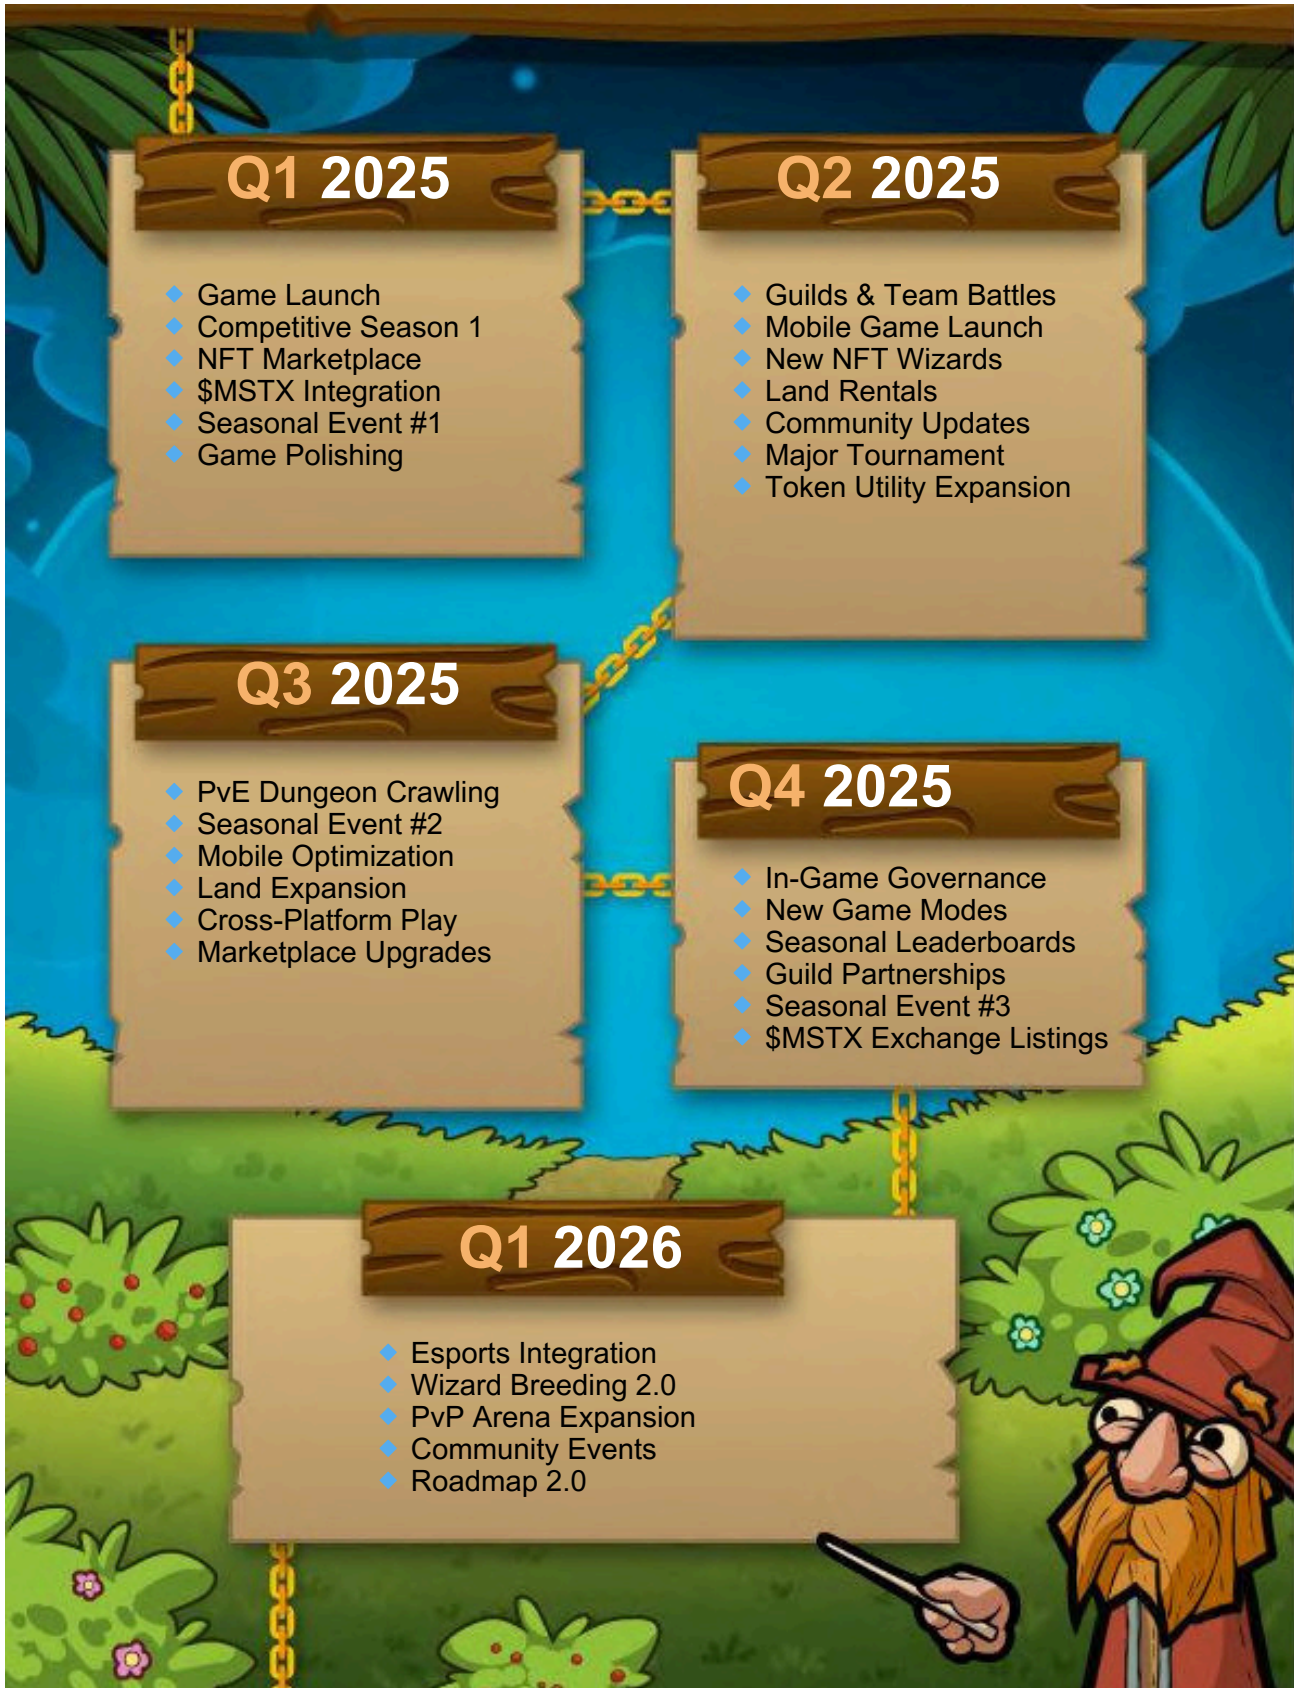 Q1 2025
Game Launch
Competitive Season 1
NFT Marketplace
$MSTX Integration
Seasonal Event #1
Game Polishing
Q2 2025
Guilds & Team Battles
Mobile Game Launch
New NFT Wizards
Land Rentals
Community Updates
Major Tournament
Token Utility Expansion
Q3 2025
PvE Dungeon Crawling
Seasonal Event #2
Mobile Optimization
Land Expansion
Cross-Platform Play
Marketplace Upgrades
Q4 2025
In-Game Governance
New Game Modes
Seasonal Leaderboards
Guild Partnerships
Seasonal Event #3
$MSTX Exchange Listings
Q1 2026
Esports Integration
Wizard Breeding 2.0
PvP Arena Expansion
Community Events
Roadmap 2.0